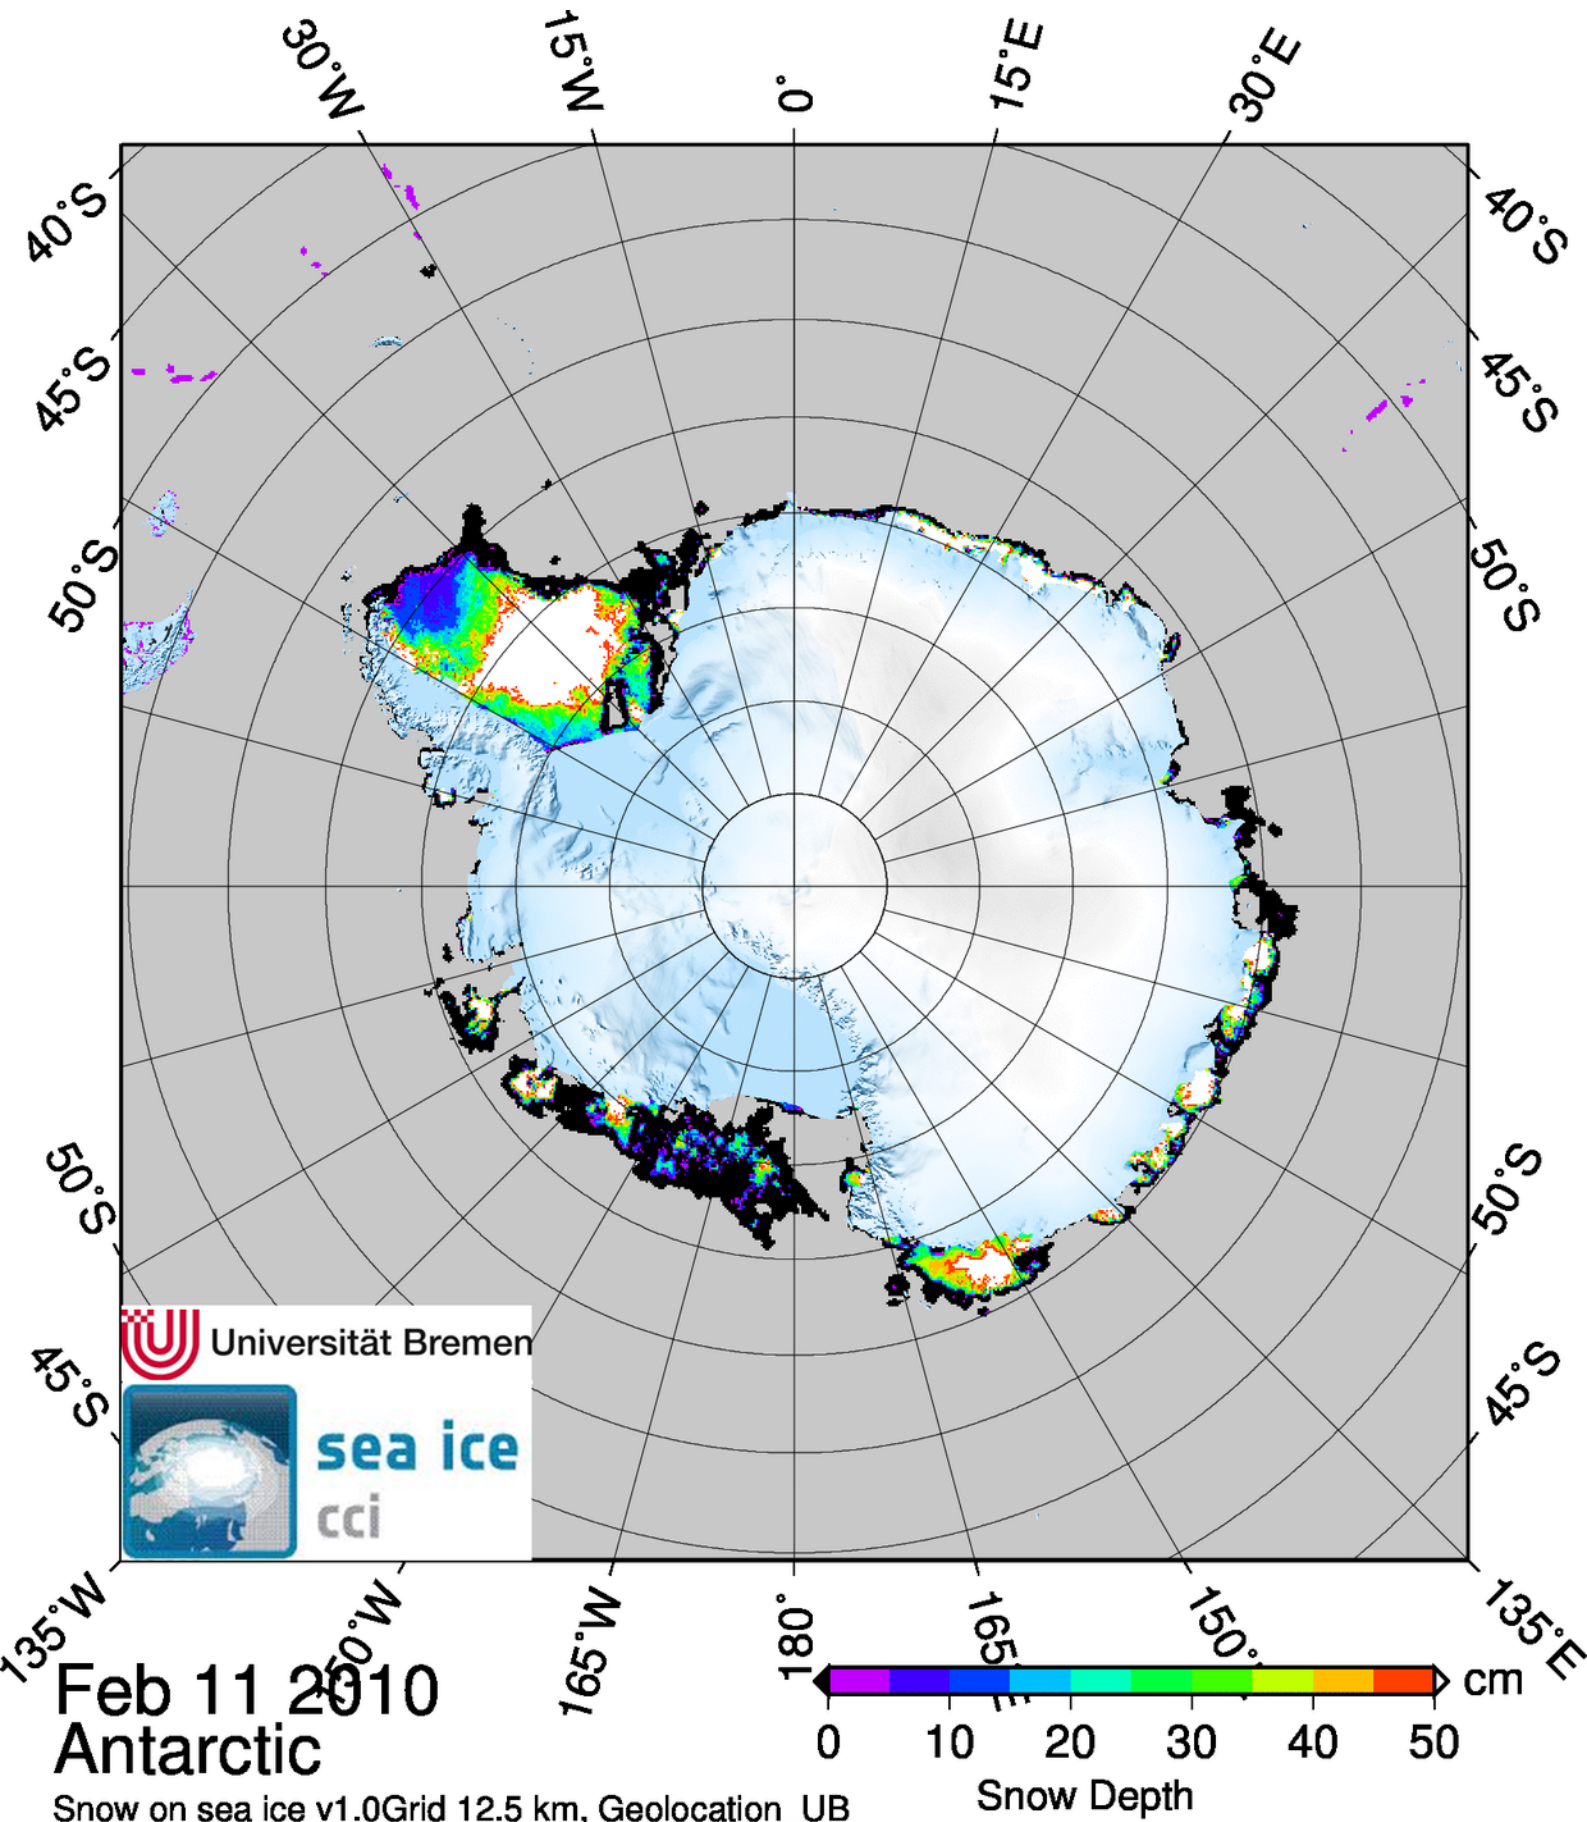 30°W 15°W 0° 15°E 30°E
40°S 40°S
45°S 45°S
50°S 50°S
50°S 50°S
45°S 45°S
Universität Bremen
sea ice
cci
135°W 165°W 180° 165° 150° 135°E
Feb 11 2010
Antarctic
Snow on sea ice v1.0Grid 12.5 km, Geolocation UB
cm
0 10 20 30 40 50
Snow Depth